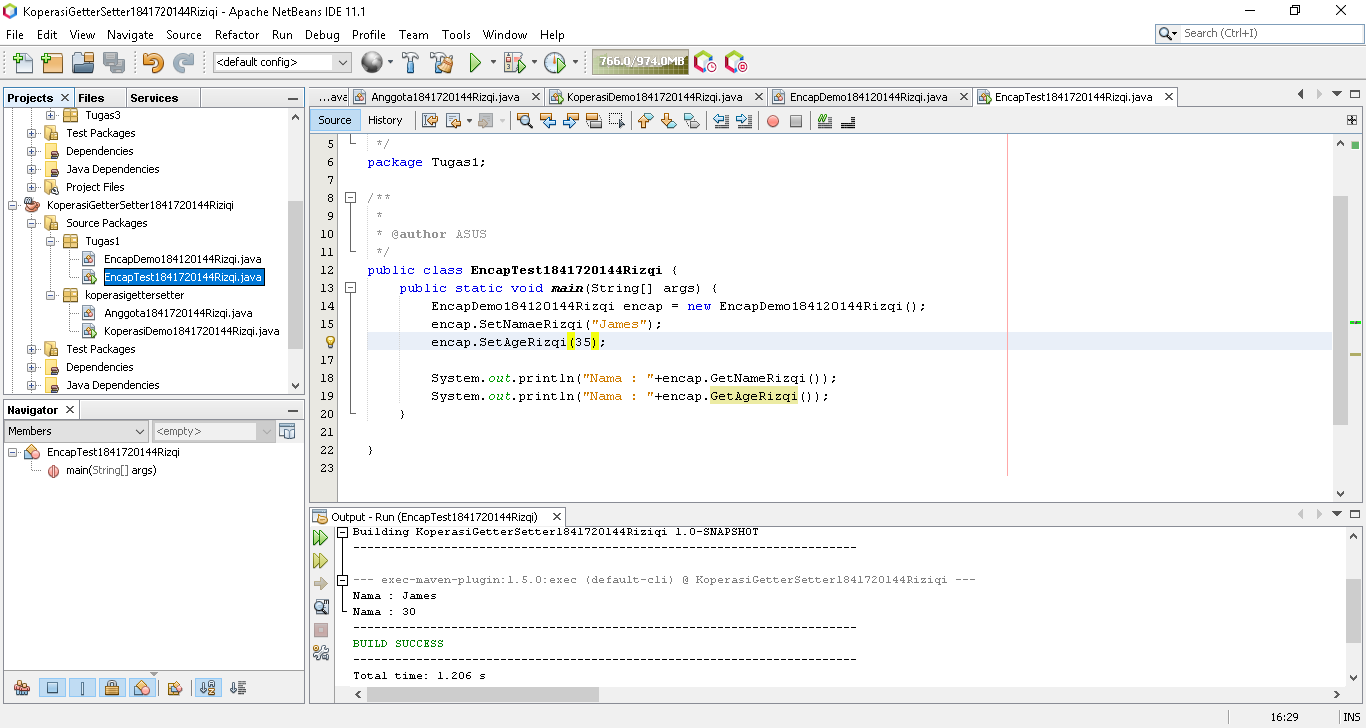 KoperasiGetterSetter1841720144Riziqi - Apache NetBeans IDE 11.1
File Edit View Navigate Source Refactor Run Debug Profile Team Tools Window Help
Search (Ctrl+I)
<default config>
766.0/974.0MB
Projects Files Services
Tugas3
Test Packages
Dependencies
Java Dependencies
Project Files
KoperasiGetterSetter1841720144Riziqi
Source Packages
Tugas1
EncapDemo184120144Rizqi.java
EncapTest1841720144Rizqi.java
koperasigettersetter
Anggota1841720144Rizqi.java
KoperasiDemo1841720144Rizqi.java
Test Packages
Dependencies
Java Dependencies
Navigator
Members
<empty>
EncapTest1841720144Rizqi
main(String[] args)
...ava Anggota1841720144Rizqi.java KoperasiDemo1841720144Rizqi.java EncapDemo184120144Rizqi.java EncapTest1841720144Rizqi.java
Source History
5 */
6 package Tugas1;
7
8 /**
9 *
10 * @author ASUS
11 */
12 public class EncapTest1841720144Rizqi {
13 public static void main(String[] args) {
14 EncapDemo184120144Rizqi encap = new EncapDemo184120144Rizqi();
15 encap.SetNamaeRizqi("James");
encap.SetAgeRizqi(35);
17
18 System.out.println("Nama : "+encap.GetNameRizqi());
19 System.out.println("Nama : "+encap.GetAgeRizqi());
20 }
21
22 }
23
Output - Run (EncapTest1841720144Rizqi)
Building KoperasiGetterSetter1841720144Riziqi 1.0-SNAPSHOT
------------------------------------------------------------------------
--- exec-maven-plugin:1.5.0:exec (default-cli) @ KoperasiGetterSetter1841720144Riziqi ---
Nama : James
Nama : 30
------------------------------------------------------------------------
BUILD SUCCESS
------------------------------------------------------------------------
Total time: 1.206 s
16:29 INS